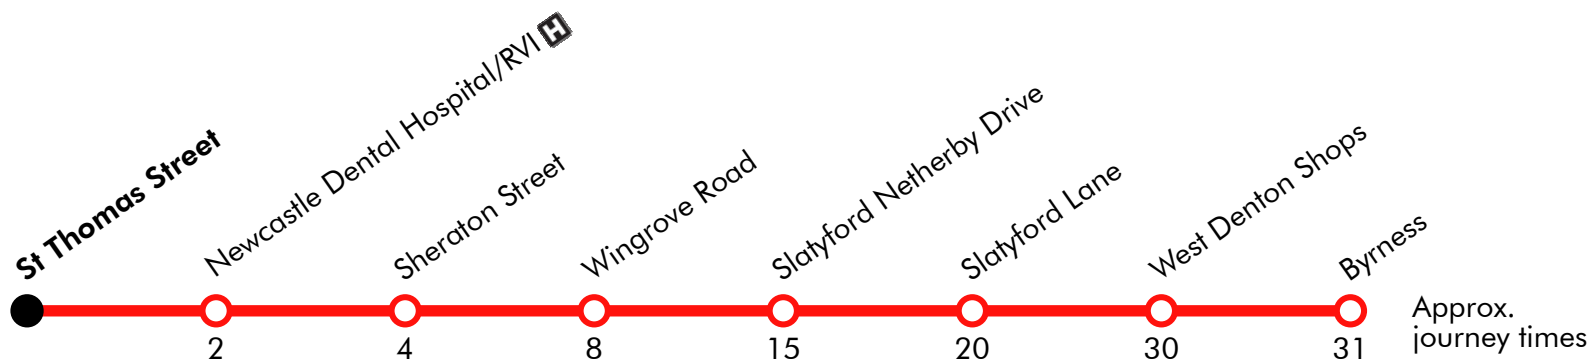 St Thomas Street
Newcastle Dental Hospital/RVI H
Sheraton Street
Wingrove Road
Slatyford Netherby Drive
Slatyford Lane
West Denton Shops
Byrness
2 4 8 15 20 30 31
Approx.
journey times